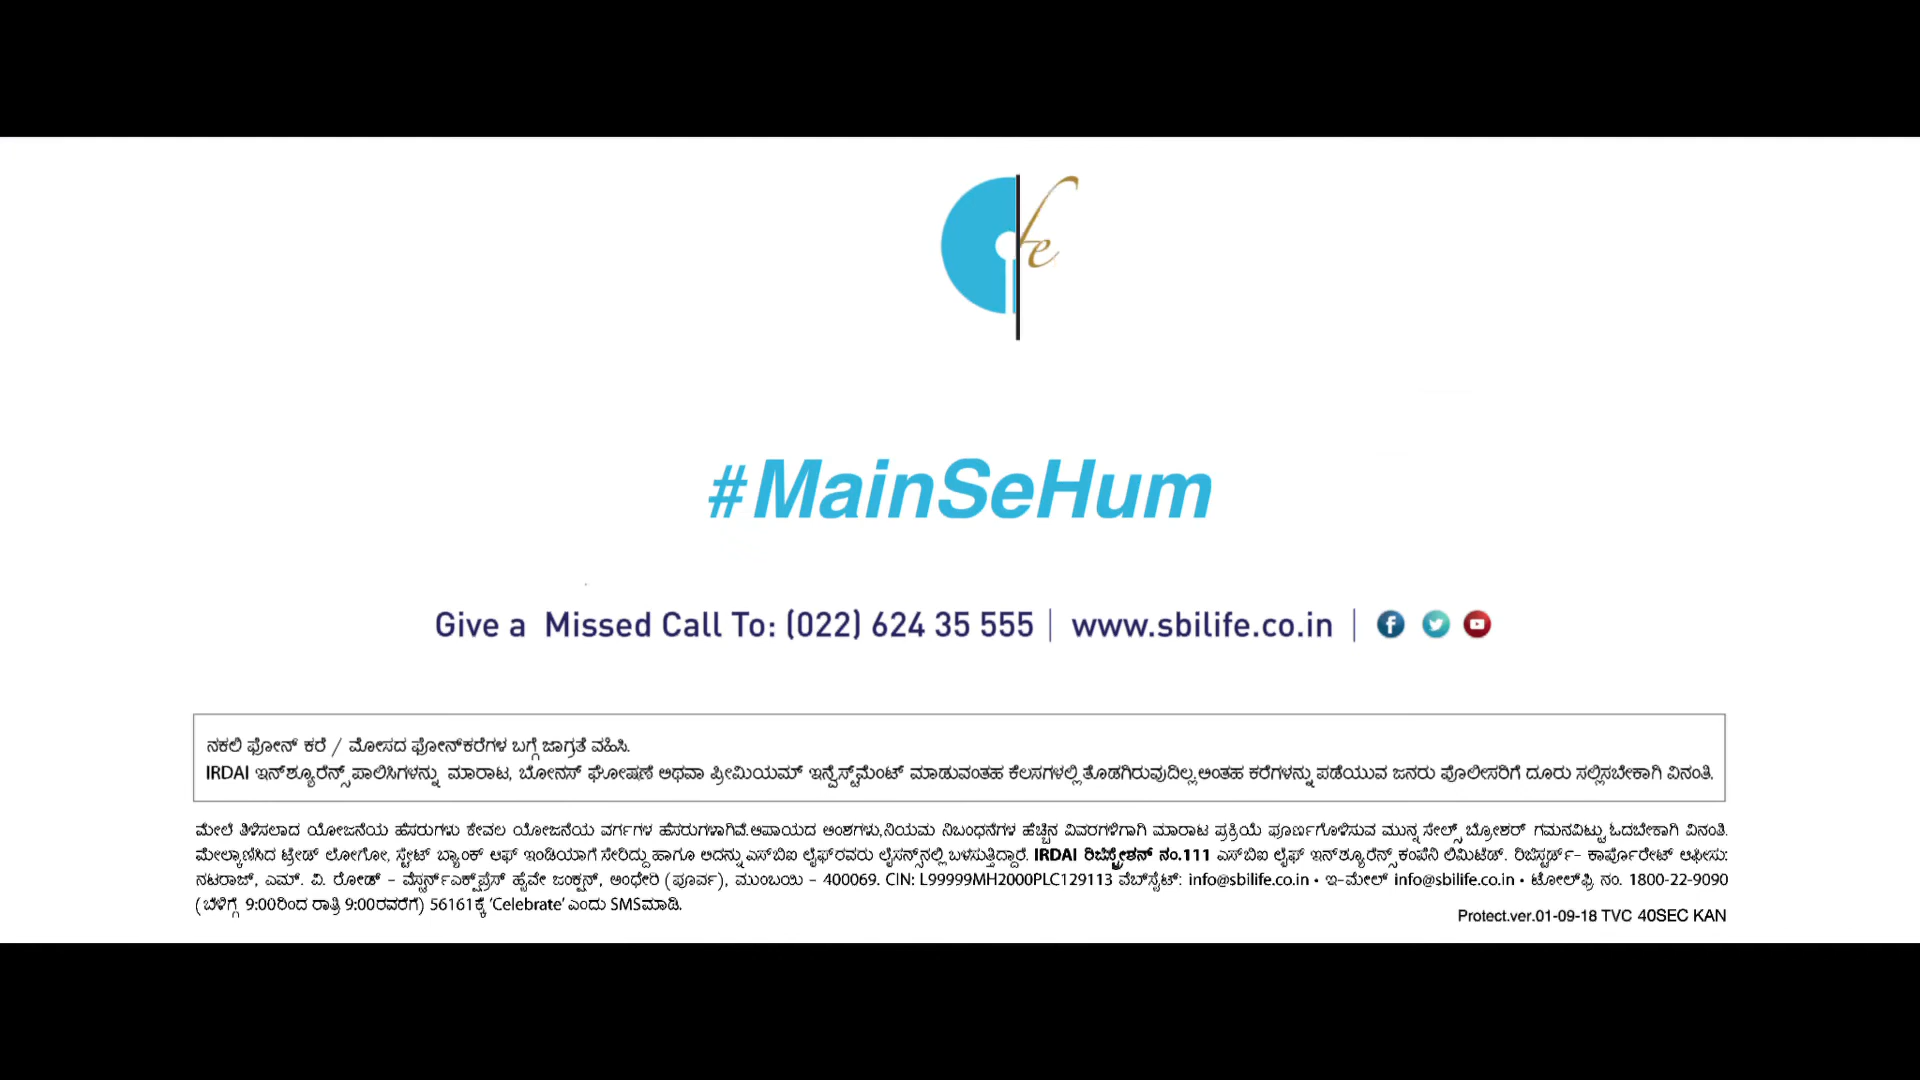 fe
#MainSeHum
Give a Missed Call To: (022) 624 35 555 | www.sbilife.co.in |
ನಕಲಿ ಫೋನ್ ಕರೆ / ಮೋಸದ ಫೋನ್‌ಕರೆಗಳ ಬಗ್ಗೆ ಜಾಗ್ರತೆ ವಹಿಸಿ.
IRDAI ಇನ್‌ಶ್ಯೂರೆನ್ಸ್ ಪಾಲಿಸಿಗಳನ್ನು ಮಾರಾಟ, ಬೋನಸ್ ಘೋಷಣೆ ಅಥವಾ ಪ್ರೀಮಿಯಮ್ ಇನ್ವೆಸ್ಟ್‌ಮೆಂಟ್ ಮಾಡುವಂತಹ ಕೆಲಸಗಳಲ್ಲಿ ತೊಡಗಿರುವುದಿಲ್ಲ.ಅಂತಹ ಕರೆಗಳನ್ನು ಪಡೆಯುವ ಜನರು ಪೊಲೀಸರಿಗೆ ದೂರು ಸಲ್ಲಿಸಬೇಕಾಗಿ ವಿನಂತಿ.
ಮೇಲೆ ತಿಳಿಸಲಾದ ಯೋಜನೆಯ ಹೆಸರುಗಳು ಕೇವಲ ಯೋಜನೆಯ ವರ್ಗಗಳ ಹೆಸರುಗಳಾಗಿವೆ.ಅಪಾಯದ ಅಂಶಗಳು,ನಿಯಮ ನಿಬಂಧನೆಗಳ ಹೆಚ್ಚಿನ ವಿವರಗಳಿಗಾಗಿ ಮಾರಾಟ ಪ್ರಕ್ರಿಯೆ ಪೂರ್ಣಗೊಳಿಸುವ ಮುನ್ನ ಸೇಲ್ಸ್ ಬ್ರೋಶರ್ ಗಮನವಿಟ್ಟು ಓದಬೇಕಾಗಿ ವಿನಂತಿ.
ಮೇಲ್ಕಾಣಿಸಿದ ಟ್ರೇಡ್ ಲೋಗೋ, ಸ್ಟೇಟ್ ಬ್ಯಾಂಕ್ ಆಫ್ ಇಂಡಿಯಾಗೆ ಸೇರಿದ್ದು ಹಾಗೂ ಅದನ್ನು ಎಸ್‌ಬಿಐ ಲೈಫ್‌ರವರು ಲೈಸನ್ಸ್‌ನಲ್ಲಿ ಬಳಸುತ್ತಿದ್ದಾರೆ. IRDAI ರಿಜಿಸ್ಟ್ರೇಶನ್ ನಂ.111 ಎಸ್‌ಬಿಐ ಲೈಫ್ ಇನ್‌ಶ್ಯೂರೆನ್ಸ್ ಕಂಪೆನಿ ಲಿಮಿಟೆಡ್. ರಿಜಿಸ್ಟರ್ಡ್– ಕಾರ್ಪೊರೇಟ್ ಆಫೀಸು:
ನಟರಾಜ್, ಎಮ್. ವಿ. ರೋಡ್ – ವೆಸ್ಟರ್ನ್‌ಎಕ್ಸ್‌ಪ್ರೆಸ್ ಹೈವೇ ಜಂಕ್ಷನ್, ಅಂಧೇರಿ (ಪೂರ್ವ), ಮುಂಬಯಿ – 400069. CIN: L99999MH2000PLC129113 ವೆಬ್‌ಸೈಟ್: info@sbilife.co.in • ಇ–ಮೇಲ್ info@sbilife.co.in • ಟೋಲ್‌ಫ್ರಿ ನಂ. 1800-22-9090
(ಬೆಳಿಗ್ಗೆ 9:00ರಿಂದ ರಾತ್ರಿ 9:00ರವರೆಗೆ) 56161ಕ್ಕೆ ‘Celebrate’ ಎಂದು SMSಮಾಡಿ.
Protect.ver.01-09-18 TVC 40SEC KAN